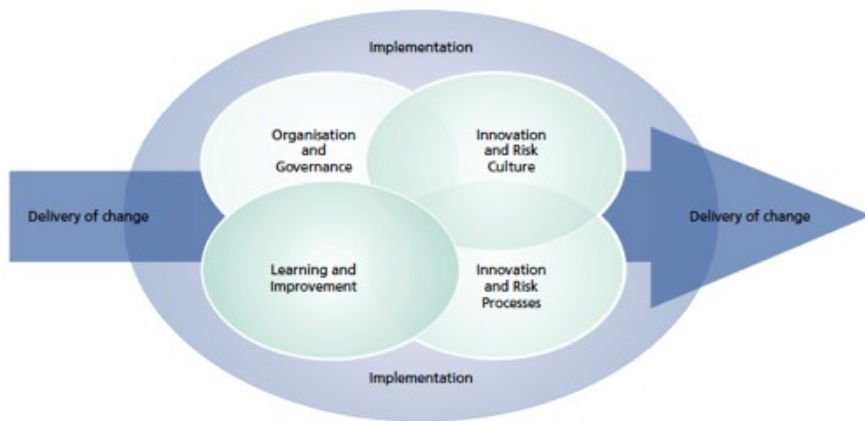 Implementation
Organisation
and
Governance
Innovation
and Risk
Culture
Delivery of change
Delivery of change
Learning and
Improvement
Innovation
and Risk
Processes
Implementation